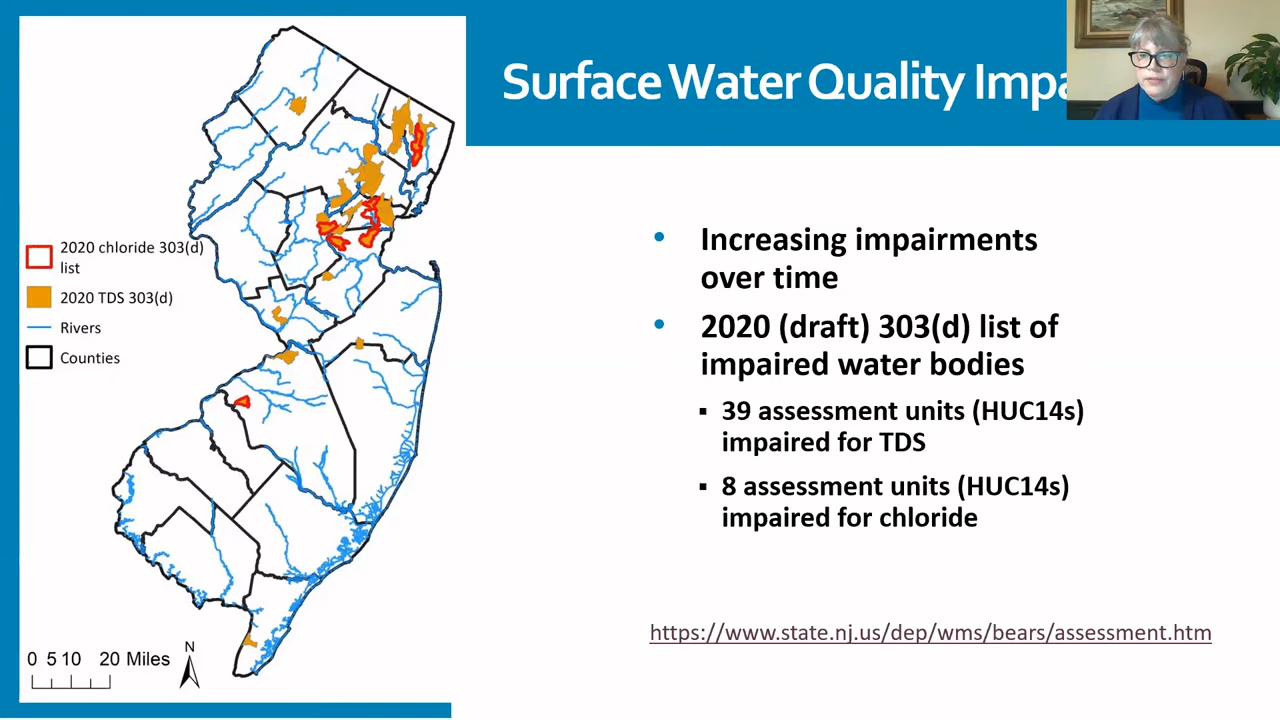 Surface Water Quality Impa
2020 chloride 303(d)
list
2020 TDS 303(d)
Rivers
Counties
0 5 10 20 Miles
N
• Increasing impairments
over time
• 2020 (draft) 303(d) list of
impaired water bodies
▪ 39 assessment units (HUC14s)
impaired for TDS
▪ 8 assessment units (HUC14s)
impaired for chloride
https://www.state.nj.us/dep/wms/bears/assessment.htm